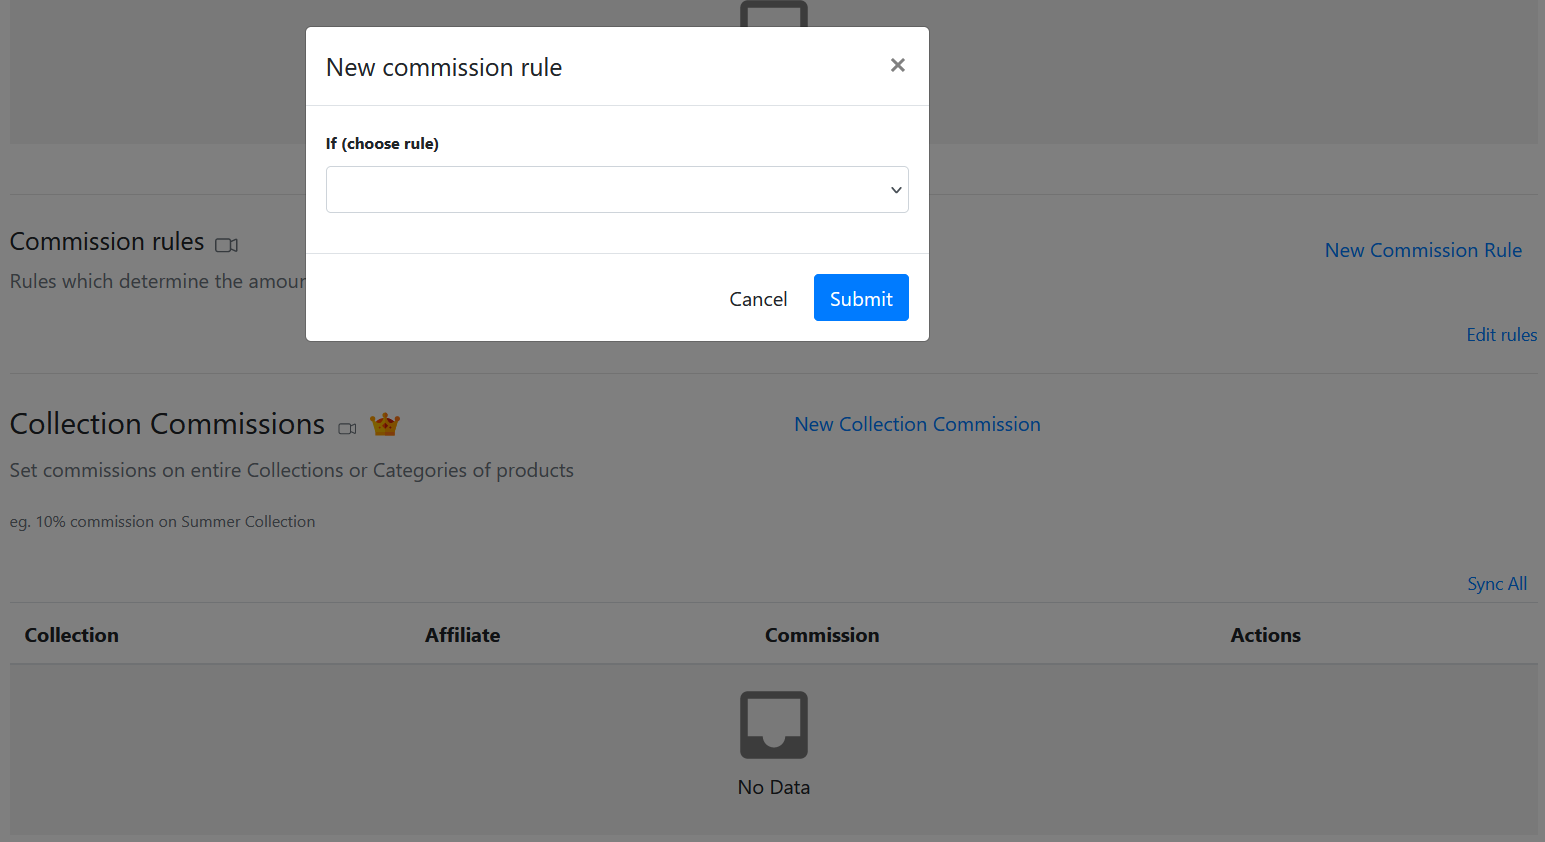 New commission rule
×
If (choose rule)
Cancel
Submit
Commission rules
New Commission Rule
Rules which determine the amour
Edit rules
Collection Commissions
New Collection Commission
Set commissions on entire Collections or Categories of products
eg. 10% commission on Summer Collection
Sync All
Collection Affiliate Commission Actions
No Data